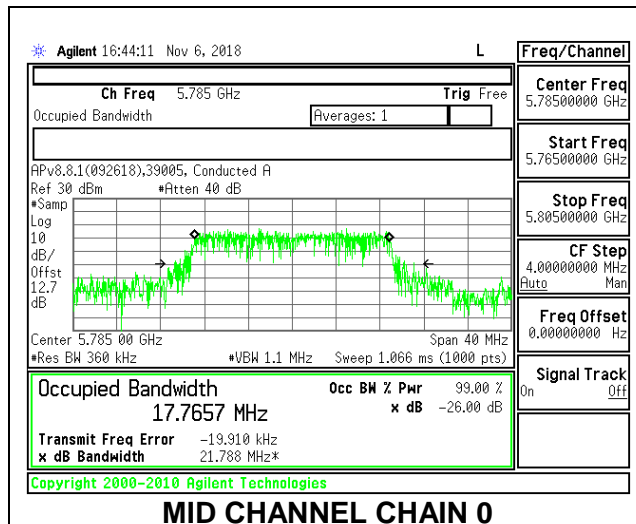 Agilent 16:44:11 Nov 6, 2018 L Freq/Channel
Ch Freq 5.785 GHz Trig Free
Occupied Bandwidth Averages: 1
Center Freq
5.78500000 GHz
Start Freq
5.76500000 GHz
APv8.8.1(092618),39005, Conducted A
Ref 30 dBm #Atten 40 dB
#Samp
Log
10
dB/
Offst
12.7
dB
Stop Freq
5.80500000 GHz
CF Step
4.00000000 MHz
Auto Man
Center 5.785 00 GHz Span 40 MHz
#Res BW 360 kHz #VBW 1.1 MHz Sweep 1.066 ms (1000 pts)
Freq Offset
0.00000000 Hz
Occupied Bandwidth Occ BW % Pwr 99.00 %
17.7657 MHz x dB -26.00 dB
Transmit Freq Error -19.910 kHz
x dB Bandwidth 21.788 MHz*
Signal Track
On Off
Copyright 2000-2010 Agilent Technologies
MID CHANNEL CHAIN 0